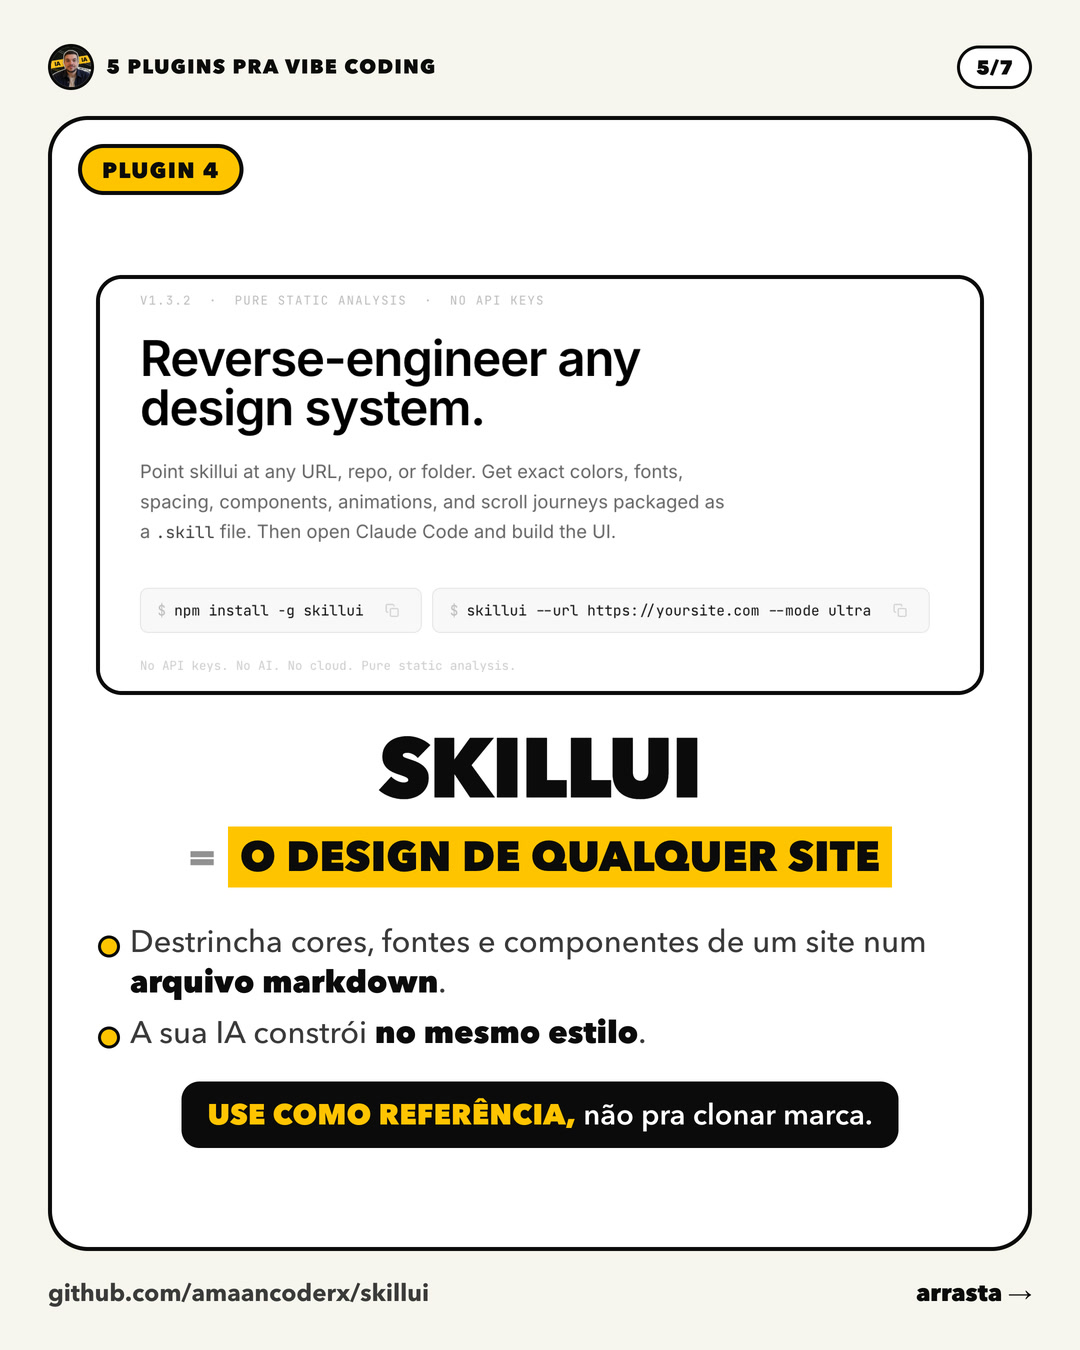 5 PLUGINS PRA VIBE CODING
5/7
PLUGIN 4
V1.3.2 · PURE STATIC ANALYSIS · NO API KEYS
Reverse-engineer any
design system.
Point skillui at any URL, repo, or folder. Get exact colors, fonts,
spacing, components, animations, and scroll journeys packaged as
a .skill file. Then open Claude Code and build the UI.
$ npm install -g skillui
$ skillui --url https://yoursite.com --mode ultra
No API keys. No AI. No cloud. Pure static analysis.
SKILLUI
= O DESIGN DE QUALQUER SITE
Destrincha cores, fontes e componentes de um site num
arquivo markdown.
A sua IA constrói no mesmo estilo.
USE COMO REFERÊNCIA, não pra clonar marca.
github.com/amaancoderx/skillui
arrasta →